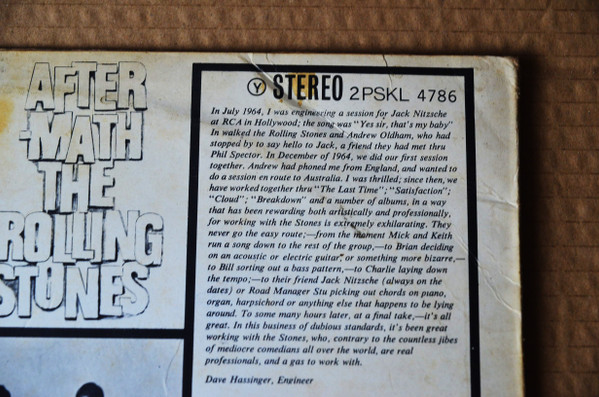 AFTER
-MATH
THE
ROLLING
STONES
Y STEREO 2PSKL 4786
In July 1964, I was engineering a session for Jack Nitzsche
at RCA in Hollywood; the song was "Yes sir, that's my baby"
In walked the Rolling Stones and Andrew Oldham, who had
stopped by to say hello to Jack, a friend they had met thru
Phil Spector. In December of 1964, we did our first session
together. Andrew had phoned me from England, and wanted to
do a session en route to Australia. I was thrilled; since then, we
have worked together thru "The Last Time"; "Satisfaction";
"Cloud"; "Breakdown" and a number of albums, in a way
that has been rewarding both artistically and professionally,
for working with the Stones is extremely exhilarating. They
never go the easy route;—from the moment Mick and Keith
run a song down to the rest of the group,—to Brian deciding
on an acoustic or electric guitar, or something more bizarre,—
to Bill sorting out a bass pattern,—to Charlie laying down
the tempo;—to their friend Jack Nitzsche (always on the
dates) or Road Manager Stu picking out chords on piano,
organ, harpsichord or anything else that happens to be lying
around. To some many hours later, at a final take,—it's all
great. In this business of dubious standards, it's been great
working with the Stones, who, contrary to the countless jibes
of mediocre comedians all over the world, are real
professionals, and a gas to work with.
Dave Hassinger, Engineer